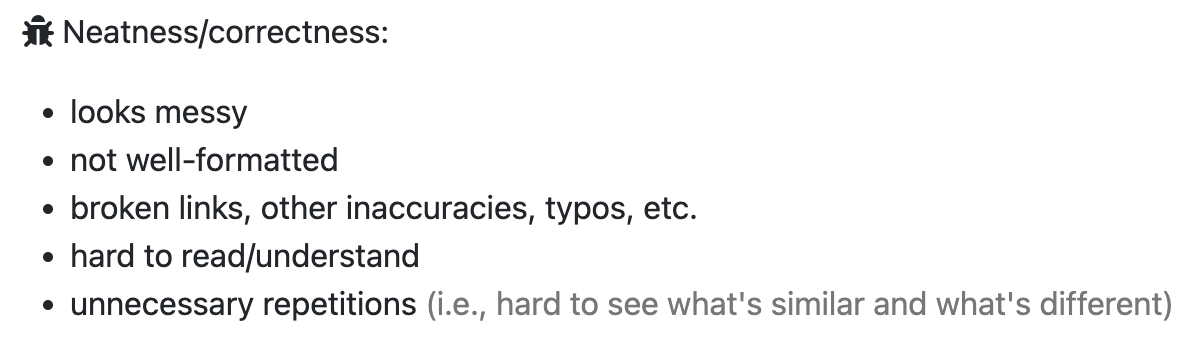 Neatness/correctness:
• looks messy
• not well-formatted
• broken links, other inaccuracies, typos, etc.
• hard to read/understand
• unnecessary repetitions (i.e., hard to see what's similar and what's different)